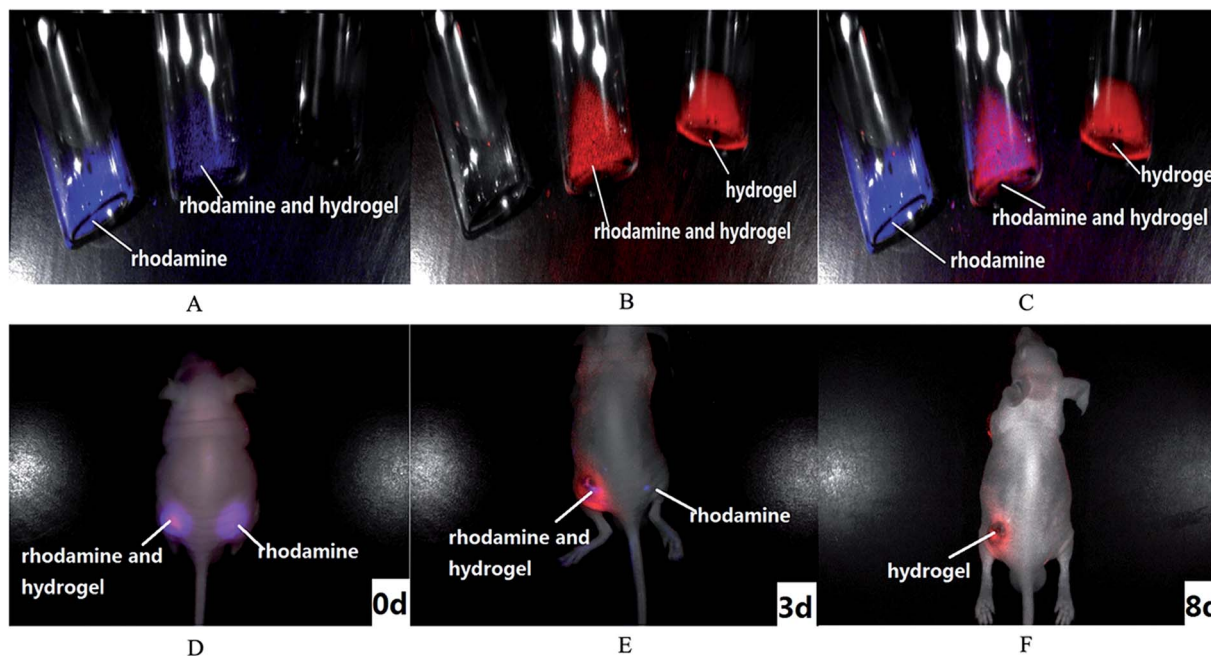 rhodamine and hydrogel
rhodamine
A
hydrogel
rhodamine and hydrogel
B
hydroge
rhodamine and hydrogel
rhodamine
C
rhodamine and
hydrogel
rhodamine
0d
D
rhodamine and
hydrogel
rhodamine
3d
E
hydrogel
8d
F